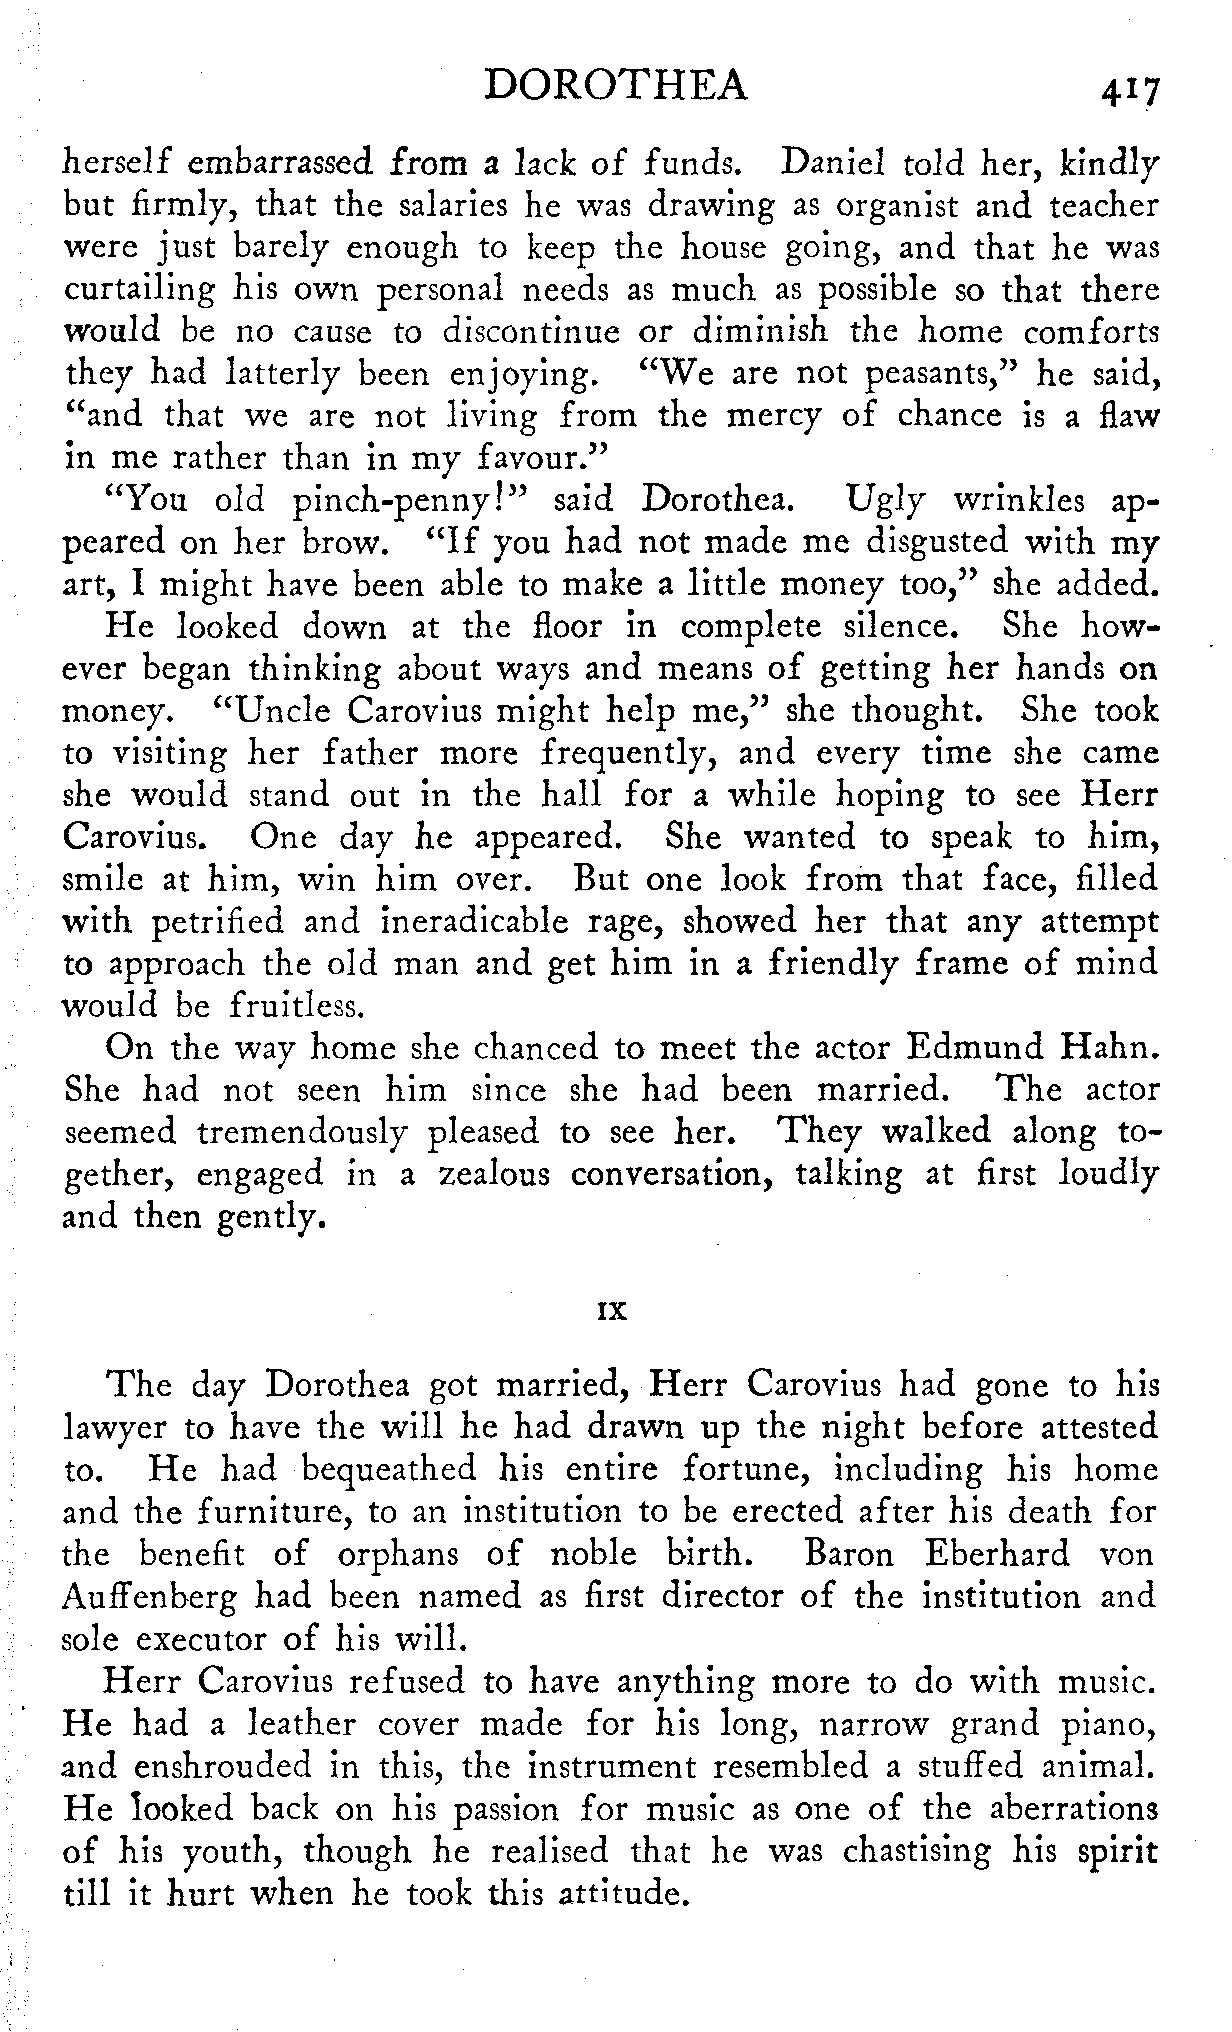 DOROTHEA 417
herself embarrassed from a lack of funds. Daniel told her, kindly
but firmly, that the salaries he was drawing as organist and teacher
were just barely enough to keep the house going, and that he was
curtailing his own personal needs as much as possible so that there
would be no cause to discontinue or diminish the home comforts
they had latterly been enjoying. “We are not peasants,” he said,
“and that we are not living from the mercy of chance is a flaw
in me rather than in my favour.”
“You old pinch-penny!” said Dorothea. Ugly wrinkles ap-
peared on her brow. “If you had not made me disgusted with my
art, I might have been able to make a little money too,” she added.
He looked down at the floor in complete silence. She how-
ever began thinking about ways and means of getting her hands on
money. “Uncle Carovius might help me,” she thought. She took
to visiting her father more frequently, and every time she came
she would stand out in the hall for a while hoping to see Herr
Carovius. One day he appeared. She wanted to speak to him,
smile at him, win him over. But one look from that face, filled
with petrified and ineradicable rage, showed her that any attempt
to approach the old man and get him in a friendly frame of mind
would be fruitless.
On the way home she chanced to meet the actor Edmund Hahn.
She had not seen him since she had been married. The actor
seemed tremendously pleased to see her. They walked along to-
gether, engaged in a zealous conversation, talking at first loudly
and then gently.
IX
The day Dorothea got married, Herr Carovius had gone to his
lawyer to have the will he had drawn up the night before attested
to. He had bequeathed his entire fortune, including his home
and the furniture, to an institution to be erected after his death for
the benefit of orphans of noble birth. Baron Eberhard von
Auffenberg had been named as first director of the institution and
sole executor of his will.
Herr Carovius refused to have anything more to do with music.
He had a leather cover made for his long, narrow grand piano,
and enshrouded in this, the instrument resembled a stuffed animal.
He looked back on his passion for music as one of the aberrations
of his youth, though he realised that he was chastising his spirit
till it hurt when he took this attitude.